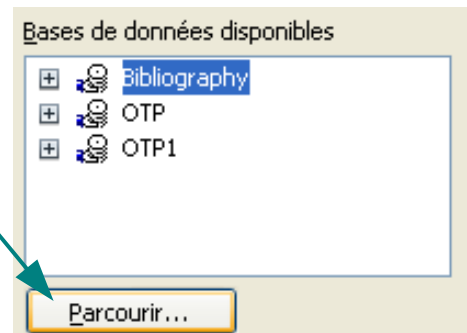 Bases de données disponibles
Bibliography
OTP
OTP1
Parcourir...